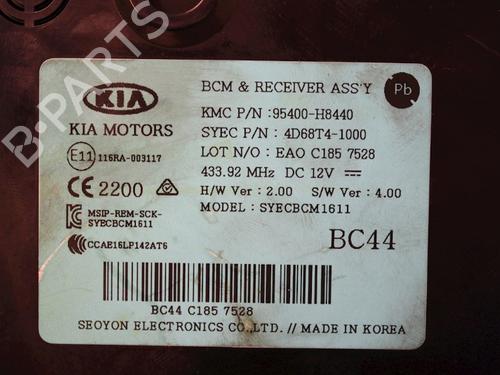 BCM & RECEIVER ASS'Y
Pb
KIA
KIA MOTORS
KMC P/N : 95400-H8440
SYEC P/N : 4D68T4-1000
LOT N/O : EAO C185 7528
433.92 MHz DC 12V
H/W Ver : 2.00 S/W Ver : 4.00
MODEL : SYECBCM1611
E11 116RA-003117
CE 2200
MSIP-REM-SCK-
SYECBCM1611
CCAE16LP142AT6
BC44
BC44 C185 7528
SEOYON ELECTRONICS CO.,LTD. // MADE IN KOREA
B-PARTS